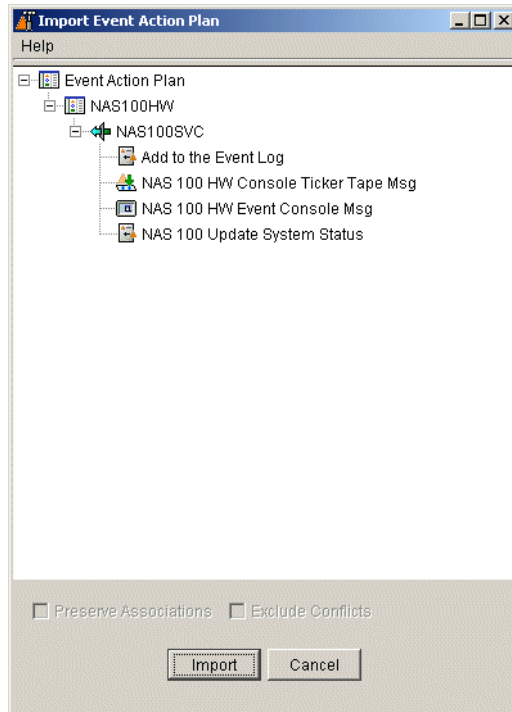 Import Event Action Plan
Help
Event Action Plan
NAS100HW
NAS100SVC
Add to the Event Log
NAS 100 HW Console Ticker Tape Msg
NAS 100 HW Event Console Msg
NAS 100 Update System Status
Preserve Associations Exclude Conflicts
Import Cancel